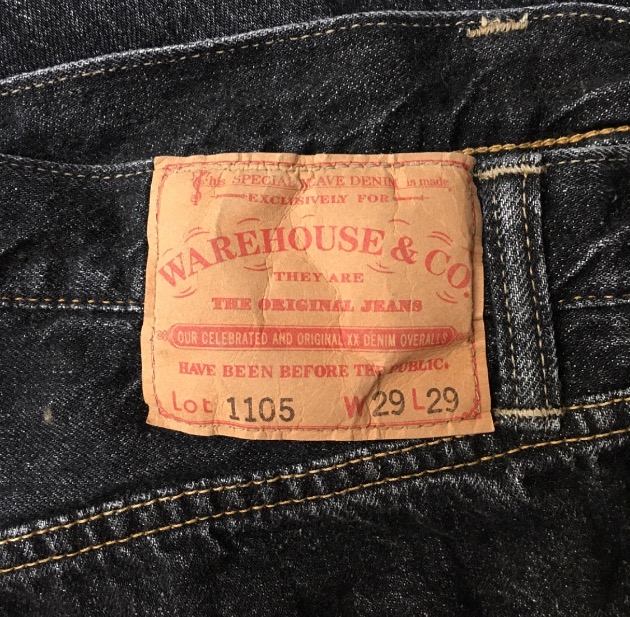 This SPECIAL WEAVE DENIM is made
EXCLUSIVELY FOR
WAREHOUSE & CO.
THEY ARE
THE ORIGINAL JEANS
OUR CELEBRATED AND ORIGINAL XX DENIM OVERALLS
HAVE BEEN BEFORE THE PUBLIC.
Lot 1105 W29 L29